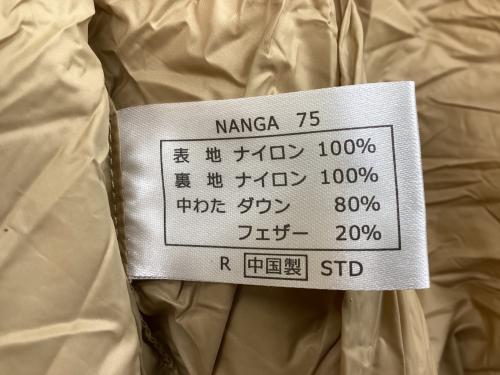 NANGA 75
表 地 ナイロン 100%
裏 地 ナイロン 100%
中わた ダウン 80%
フェザー 20%
R 中国製 STD